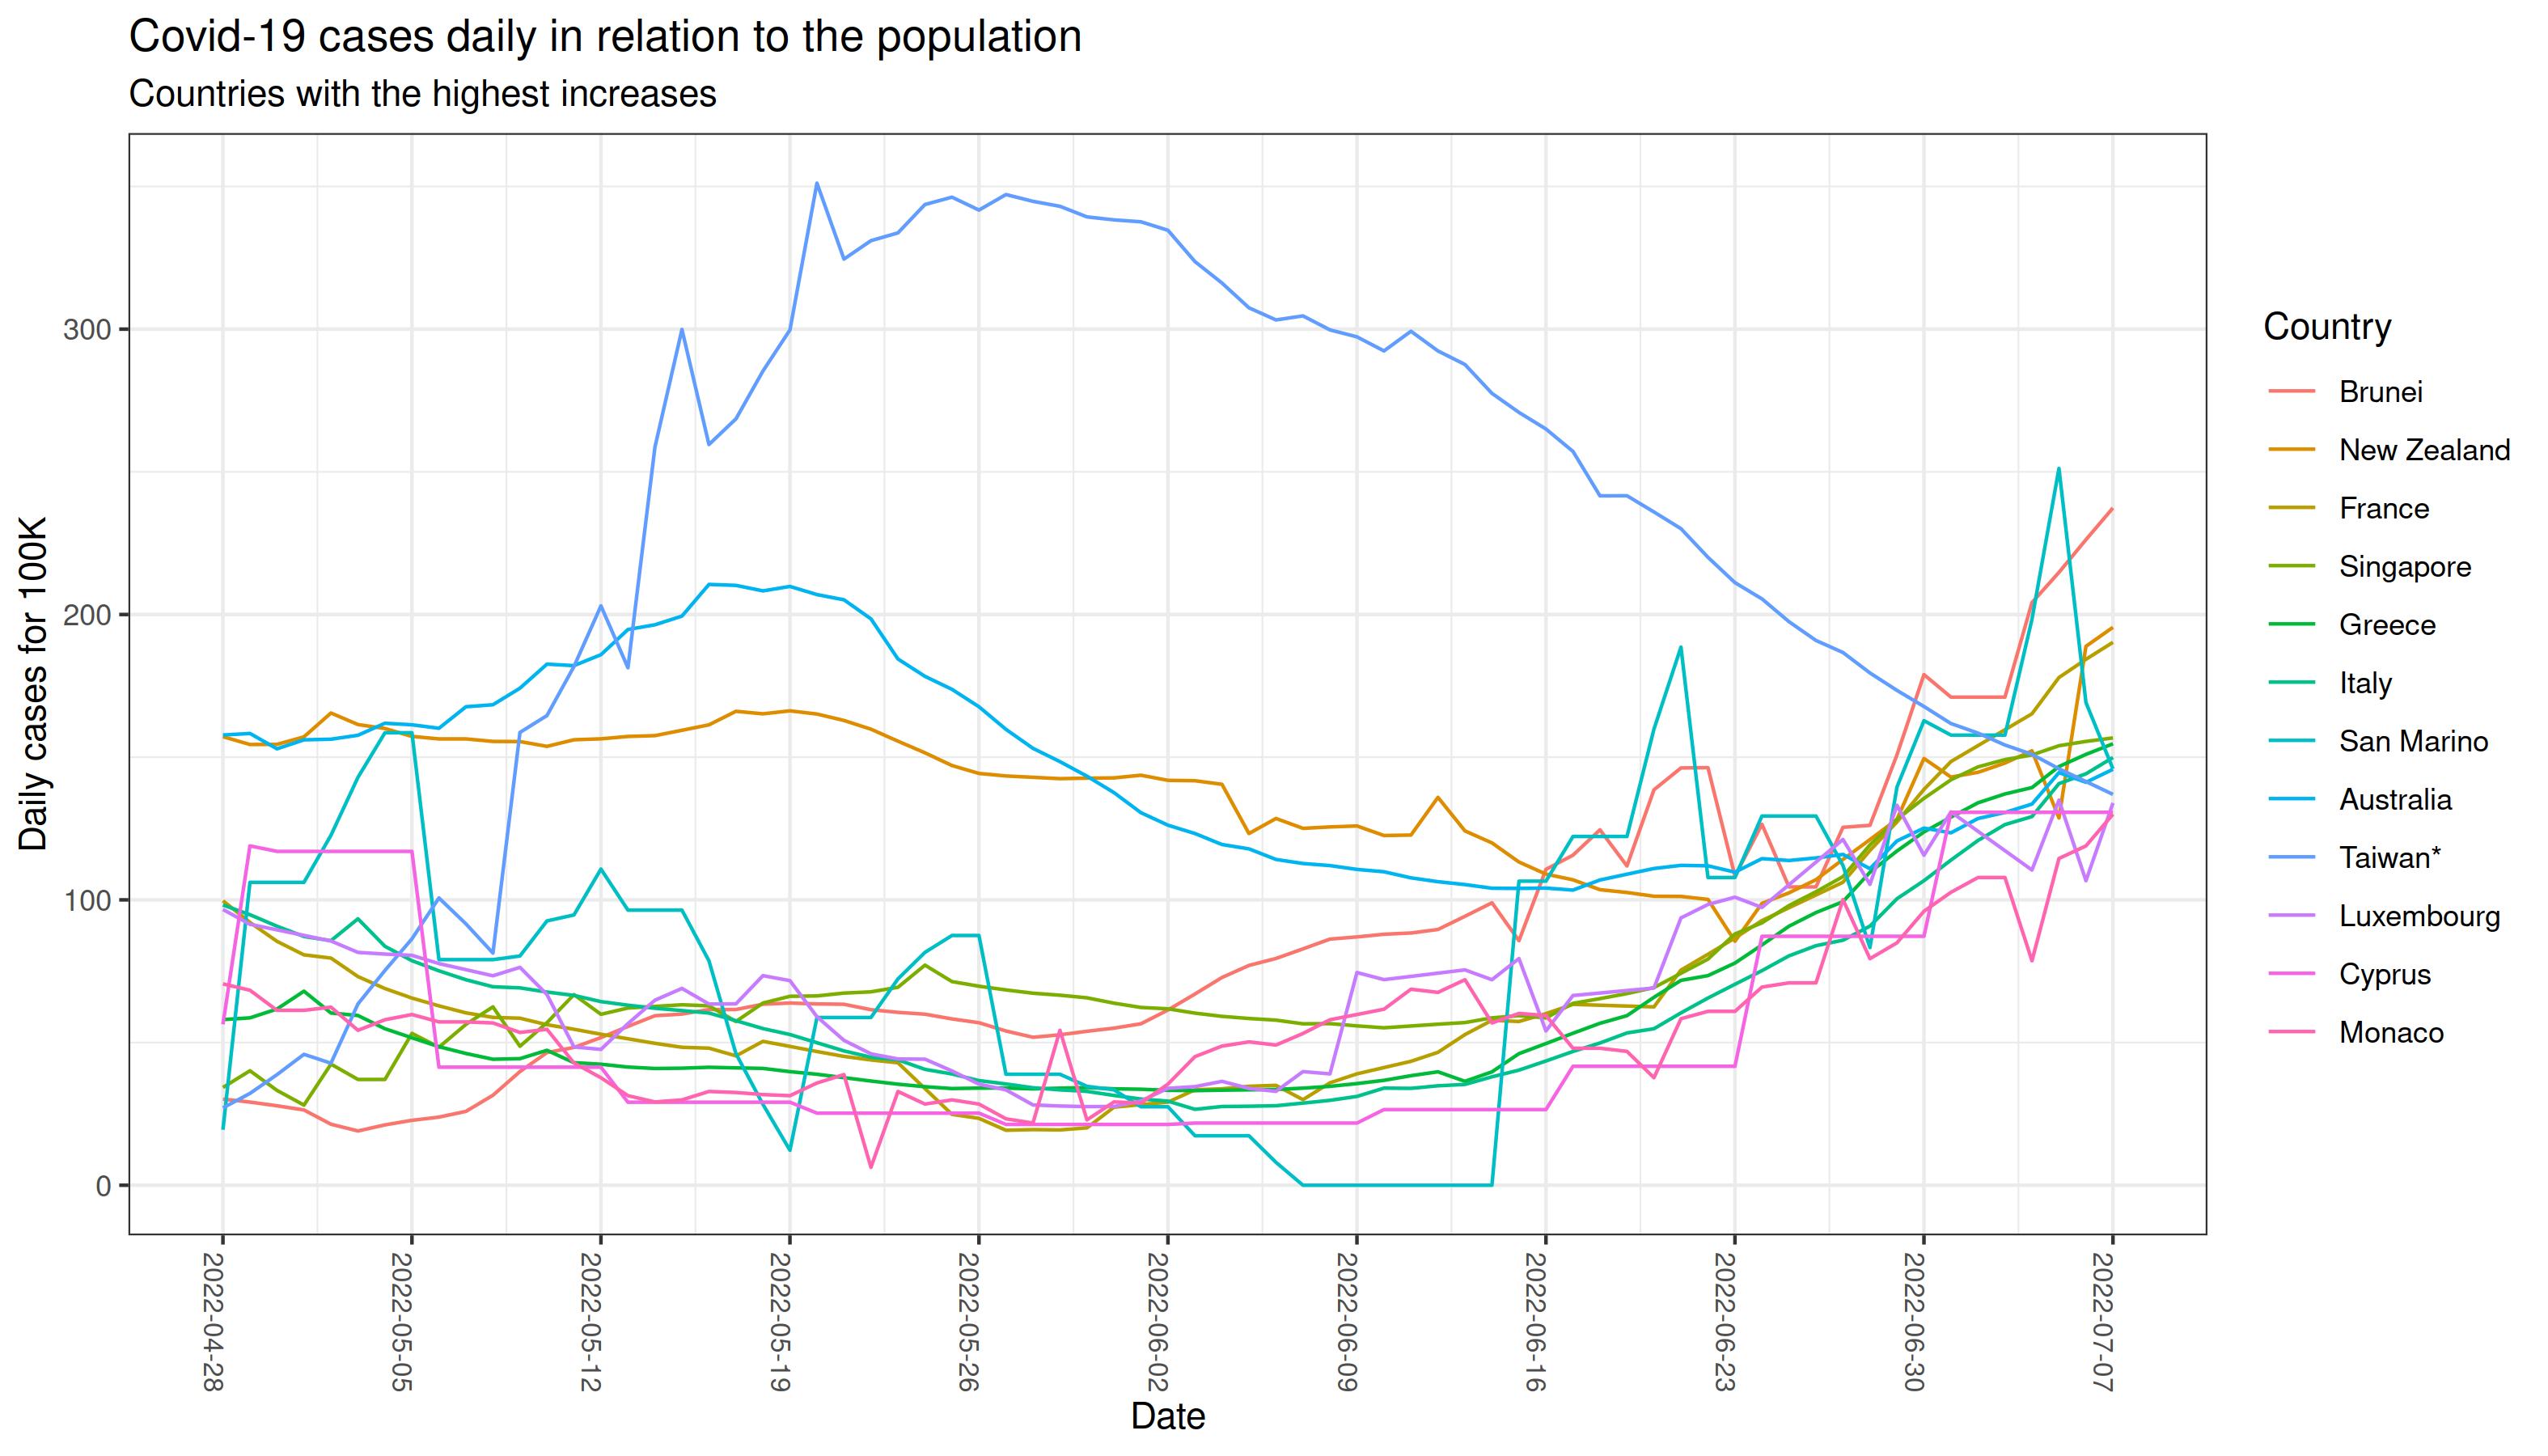 Covid-19 cases daily in relation to the population
Countries with the highest increases
Daily cases for 100K
300
200
100
0
2022-04-28
2022-05-05
2022-05-12
2022-05-19
2022-05-26
2022-06-02
2022-06-09
2022-06-16
2022-06-23
2022-06-30
2022-07-07
Date
Country
Brunei
New Zealand
France
Singapore
Greece
Italy
San Marino
Australia
Taiwan*
Luxembourg
Cyprus
Monaco